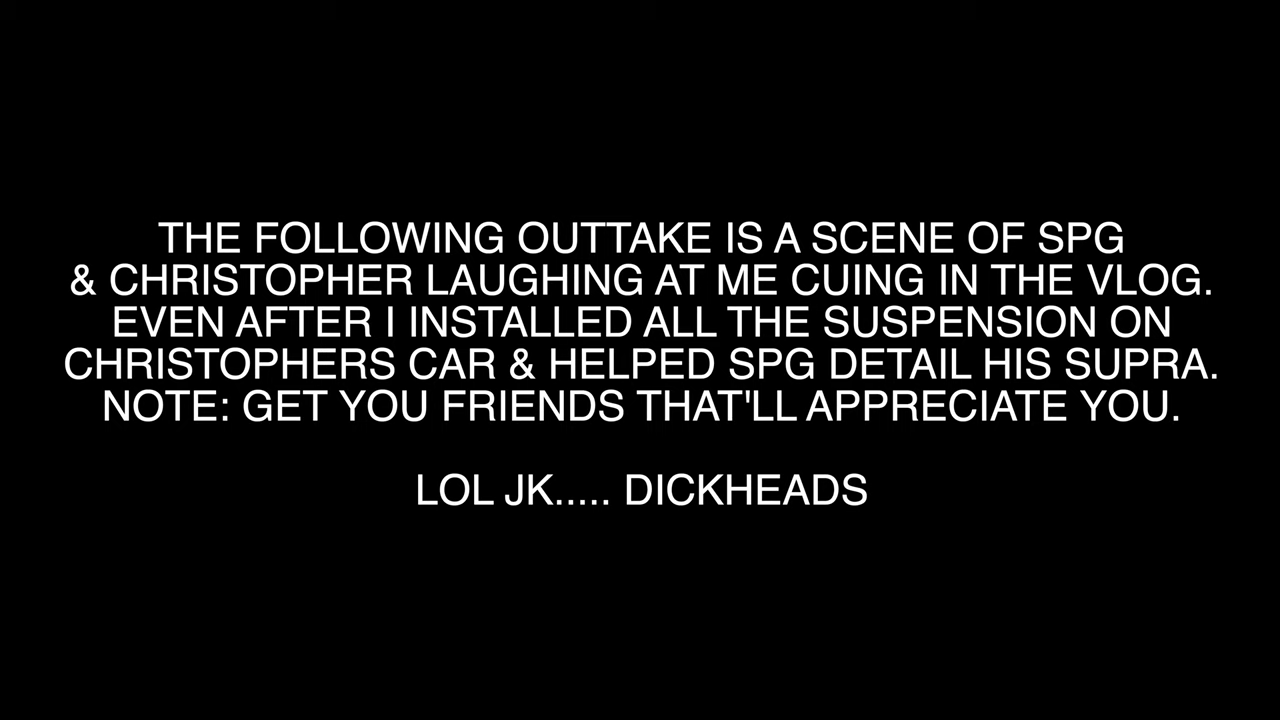 THE FOLLOWING OUTTAKE IS A SCENE OF SPG
& CHRISTOPHER LAUGHING AT ME CUING IN THE VLOG.
EVEN AFTER I INSTALLED ALL THE SUSPENSION ON
CHRISTOPHERS CAR & HELPED SPG DETAIL HIS SUPRA.
NOTE: GET YOU FRIENDS THAT'LL APPRECIATE YOU.
LOL JK..... DICKHEADS